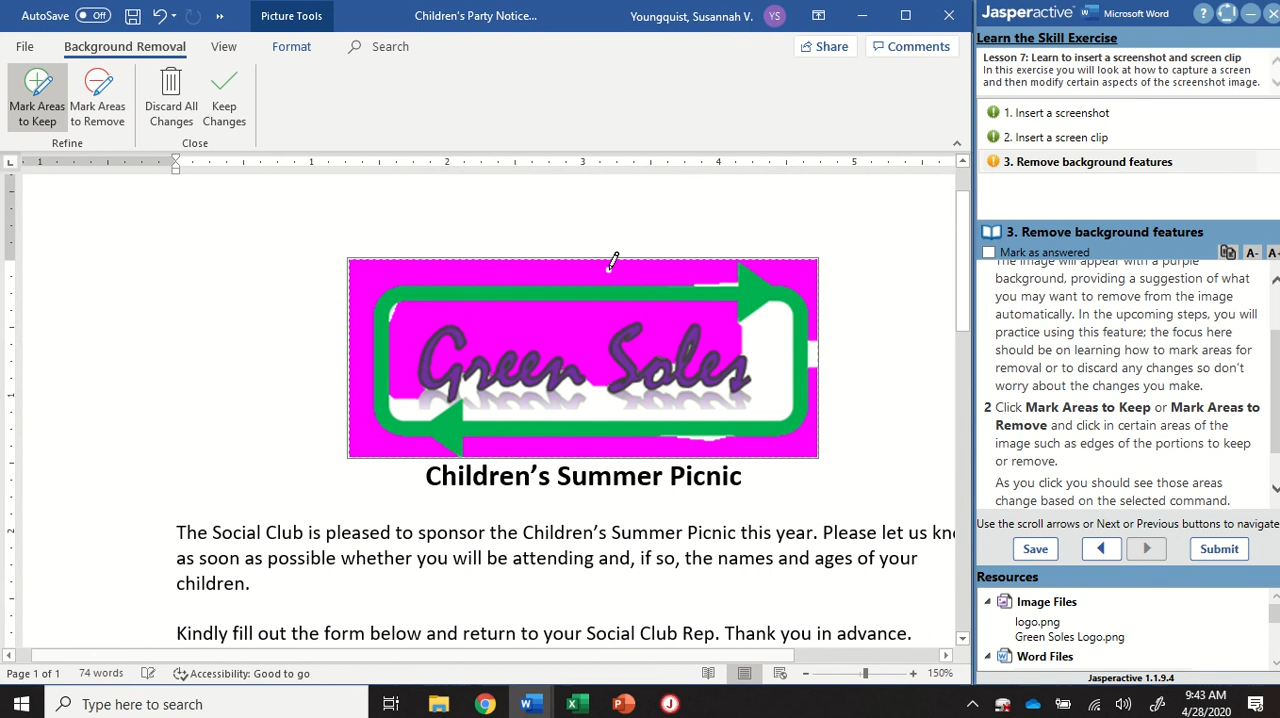 AutoSave Off
Picture Tools
Children's Party Notice...
Youngquist, Susannah V.
YS
File
Background Removal
View
Format
Search
Share
Comments
Mark Areas to Keep
Mark Areas to Remove
Discard All Changes
Keep Changes
Refine
Close
1 1 2 3 4 5
1
2
Green Soles
Children’s Summer Picnic
The Social Club is pleased to sponsor the Children’s Summer Picnic this year. Please let us kn
as soon as possible whether you will be attending and, if so, the names and ages of your
children.
Kindly fill out the form below and return to your Social Club Rep. Thank you in advance.
Page 1 of 1
74 words
Accessibility: Good to go
150%
Jasperactive
Microsoft Word
Learn the Skill Exercise
Lesson 7: Learn to insert a screenshot and screen clip
In this exercise you will look at how to capture a screen
and then modify certain aspects of the screenshot image.
1. Insert a screenshot
2. Insert a screen clip
3. Remove background features
3. Remove background features
Mark as answered
A- A
The image will appear with a purple
background, providing a suggestion of what
you may want to remove from the image
automatically. In the upcoming steps, you will
practice using this feature; the focus here
should be on learning how to mark areas for
removal or to discard any changes so don't
worry about the changes you make.
2 Click Mark Areas to Keep or Mark Areas to
Remove and click in certain areas of the
image such as edges of the portions to keep
or remove.
As you click you should see those areas
change based on the selected command.
Use the scroll arrows or Next or Previous buttons to navigate
Save
Submit
Resources
Image Files
logo.png
Green Soles Logo.png
Word Files
Jasperactive 1.1.9.4
Type here to search
9:43 AM
4/28/2020